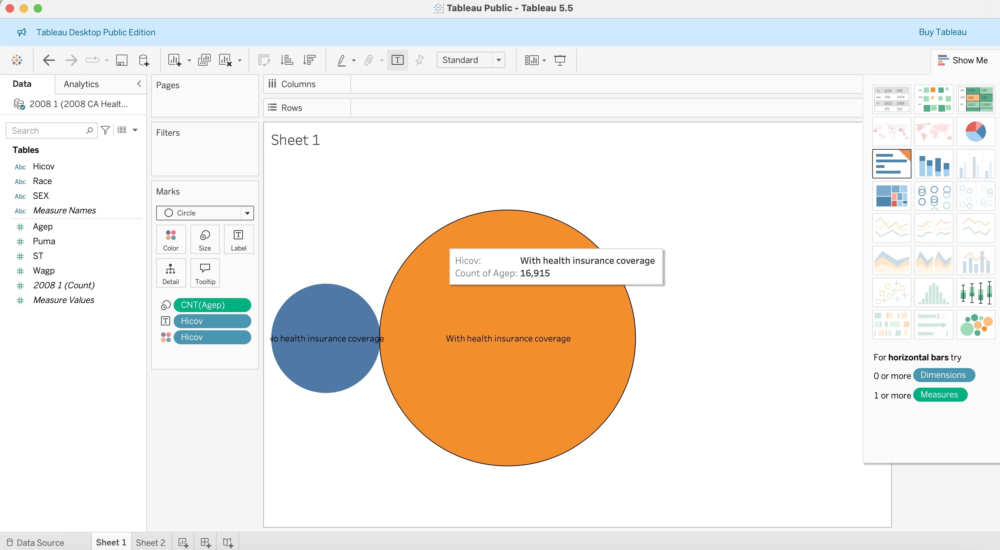 Tableau Public - Tableau 5.5
Tableau Desktop Public Edition
Buy Tableau
Standard
Show Me
Data
Analytics
2008 1 (2008 CA Healt...
Search
Tables
Abc Hicov
Abc Race
Abc SEX
Abc Measure Names
# Agep
# Puma
# ST
# Wagp
# 2008 1 (Count)
# Measure Values
Pages
Filters
Marks
Circle
Color
Size
T
Label
Detail
Tooltip
CNT(Agep)
T Hicov
Hicov
Columns
Rows
Sheet 1
Hicov: With health insurance coverage
Count of Agep: 16,915
No health insurance coverage
With health insurance coverage
1234 678
368 3034
2620 2559
971 322
1234 546
368 340
2620 53890
For horizontal bars try
0 or more Dimensions
1 or more Measures
Data Source
Sheet 1
Sheet 2